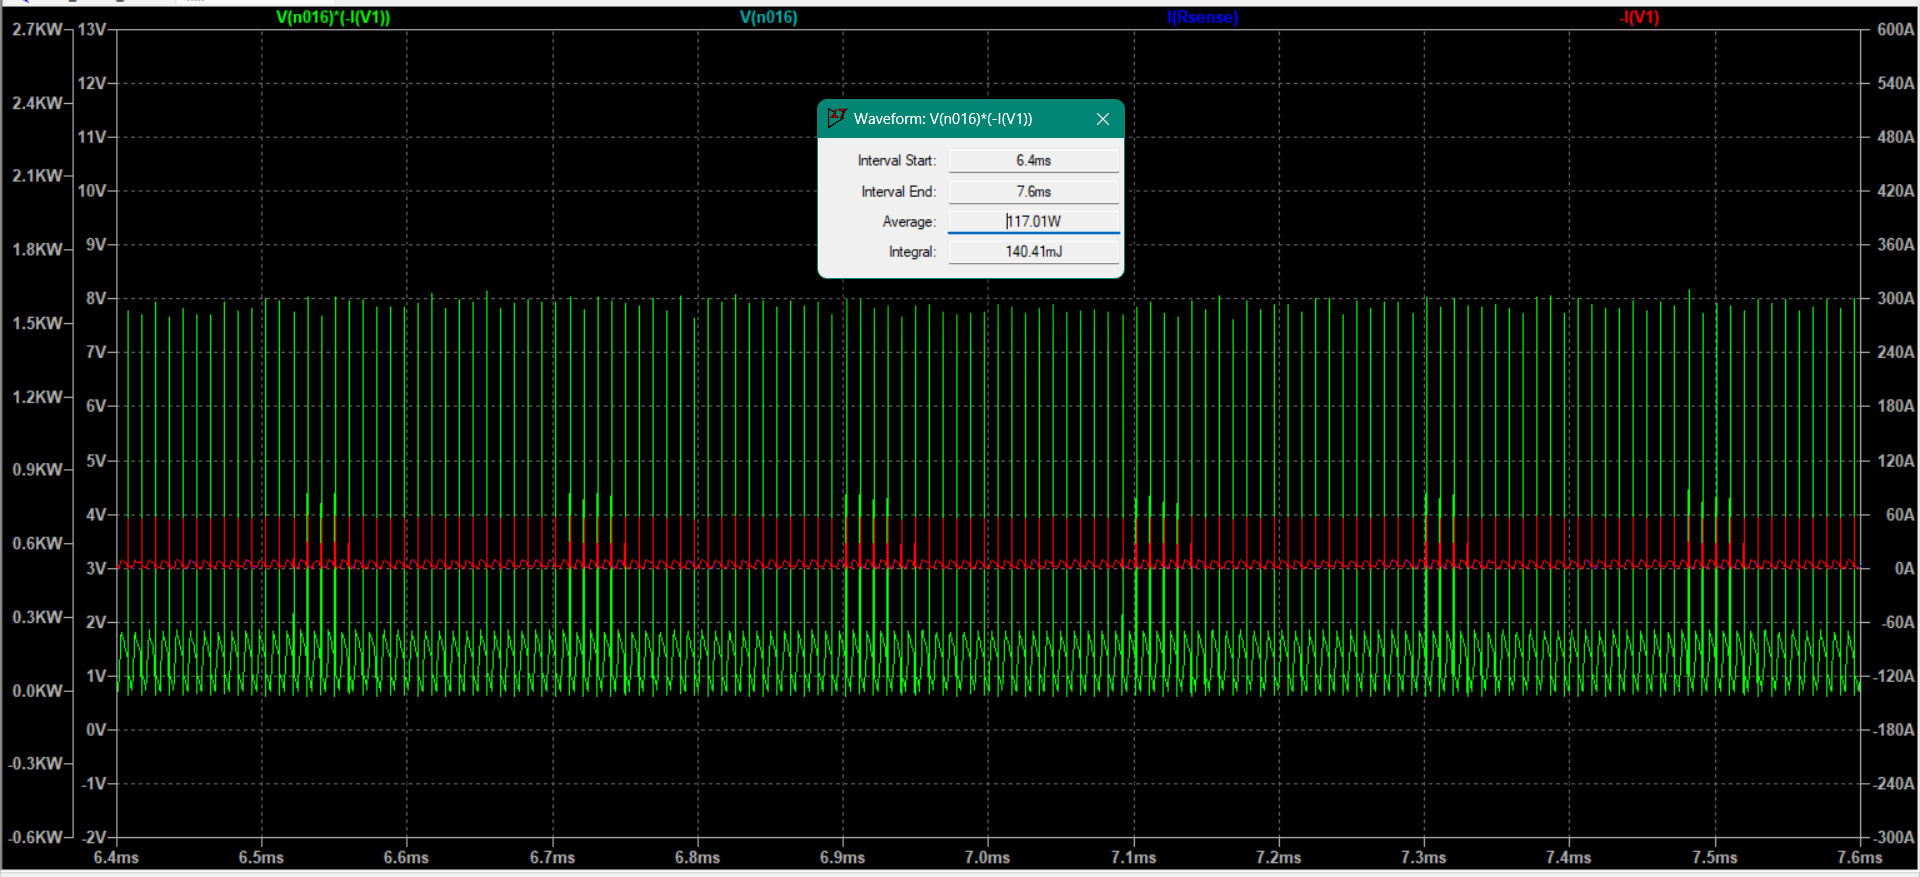 V(n016)*(-I(V1)) V(n016) I(Rsense) -I(V1)
2.7KW 13V 600A
12V 540A
2.4KW
Waveform: V(n016)*(-I(V1))
11V 480A
Interval Start: 6.4ms
2.1KW
10V 420A
Interval End: 7.6ms
Average: 117.01W
9V 360A
1.8KW
Integral: 140.41mJ
8V 300A
1.5KW
7V 240A
1.2KW
6V 180A
5V 120A
0.9KW
4V 60A
0.6KW
3V 0A
0.3KW
2V -60A
1V -120A
0.0KW
0V -180A
-0.3KW
-1V -240A
-0.6KW -2V -300A
6.4ms 6.5ms 6.6ms 6.7ms 6.8ms 6.9ms 7.0ms 7.1ms 7.2ms 7.3ms 7.4ms 7.5ms 7.6ms